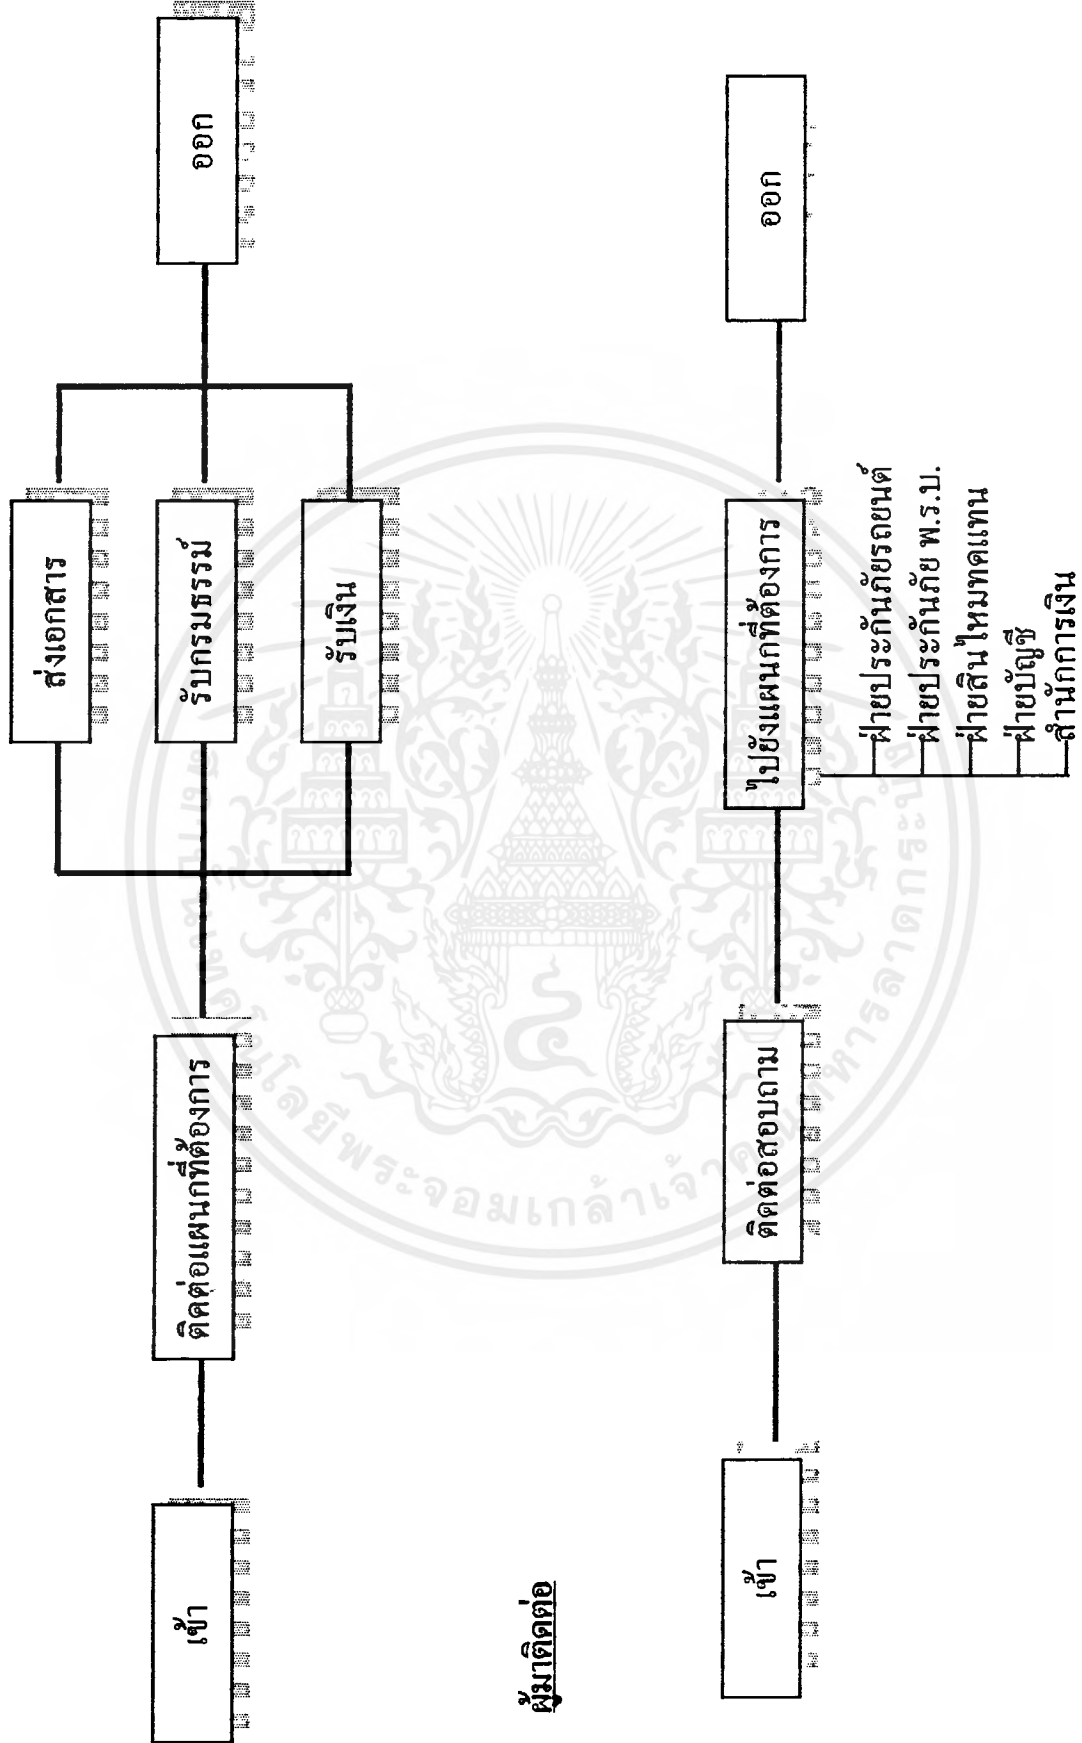 เข้า
ติดต่อแผนกที่ต้องการ
ส่งเอกสาร
รับกรมธรรม์
รับเงิน
ออก
ผู้มาติดต่อ
เข้า
ติดต่อสอบถาม
ไปยังแผนกที่ต้องการ
ฝ่ายประกันภัยรถยนต์
ฝ่ายประกันภัย พ.ร.บ.
ฝ่ายสินไหมทดแทน
ฝ่ายบัญชี
สำนักการเงิน
ออก